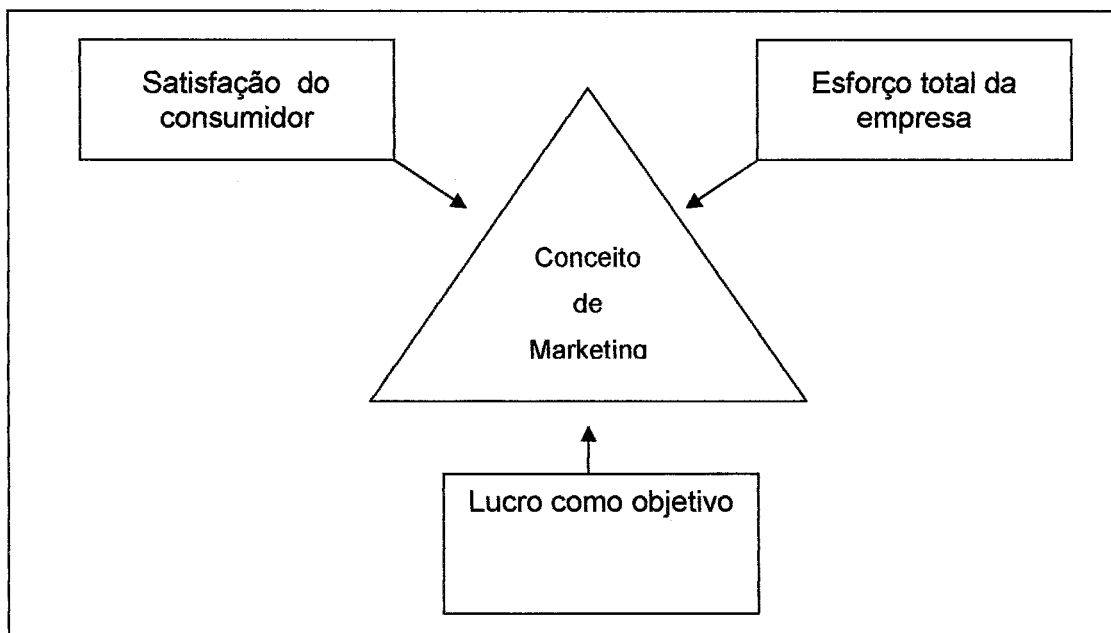 Satisfação do
consumidor
Esforço total da
empresa
Conceito
de
Marketing
Lucro como objetivo